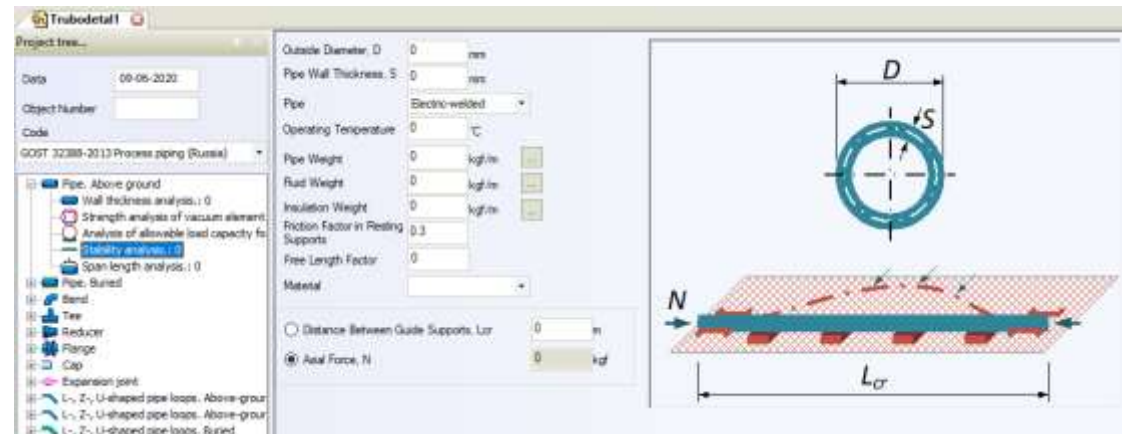 Trubodetal1
Project tree...
Data 09-06-2020
Object Number
Code
GOST 32388-2013 Process piping (Russia)
Pipe, Above ground
Wall thickness analysis.: 0
Strength analysis of vacuum element
Analysis of allowable load capacity fo
Stability analysis.: 0
Span length analysis.: 0
Pipe, Buried
Bend
Tee
Reducer
Flange
Cap
Expansion joint
L-, Z-, U-shaped pipe loops. Above-groun
L-, Z-, U-shaped pipe loops. Above-groun
L-, Z-, U-shaped pipe loops. Buried
Outside Diameter, D 0 mm
Pipe Wall Thickness, S 0 mm
Pipe Electric-welded
Operating Temperature 0 °C
Pipe Weight 0 kgf/m ...
Fluid Weight 0 kgf/m ...
Insulation Weight 0 kgf/m ...
Friction Factor in Resting
Supports 0.3
Free Length Factor 0
Material
Distance Between Guide Supports, Lcr 0 m
Axial Force, N 0 kgf
D
S
N
Lcr